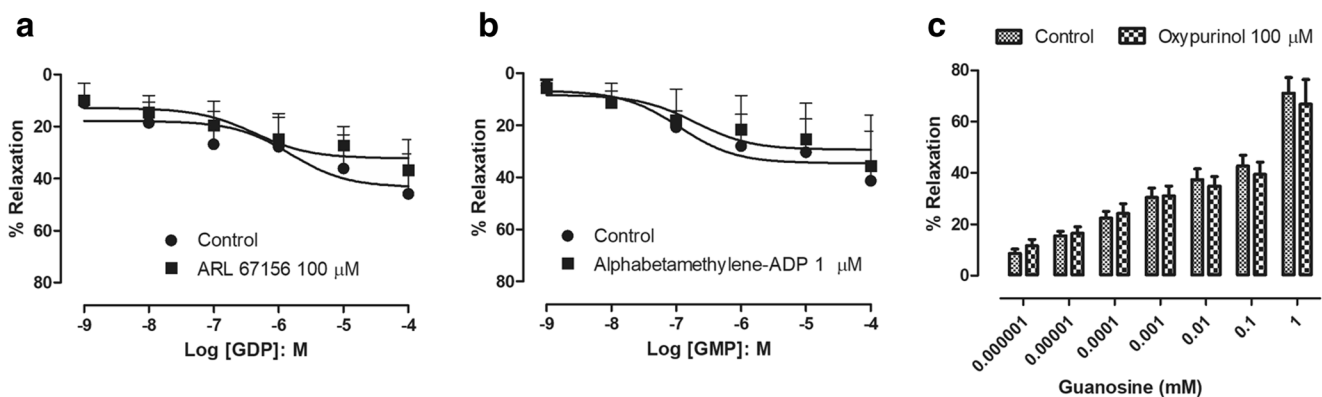 a
0
20
40
60
80
% Relaxation
Control
ARL 67156 100 μM
-9 -8 -7 -6 -5 -4
Log [GDP]: M
b
0
20
40
60
80
% Relaxation
Control
Alphabetamethylene-ADP 1 μM
-9 -8 -7 -6 -5 -4
Log [GMP]: M
c
Control Oxypurinol 100 μM
80
60
40
20
0
% Relaxation
0.000001 0.00001 0.0001 0.001 0.01 0.1 1
Guanosine (mM)